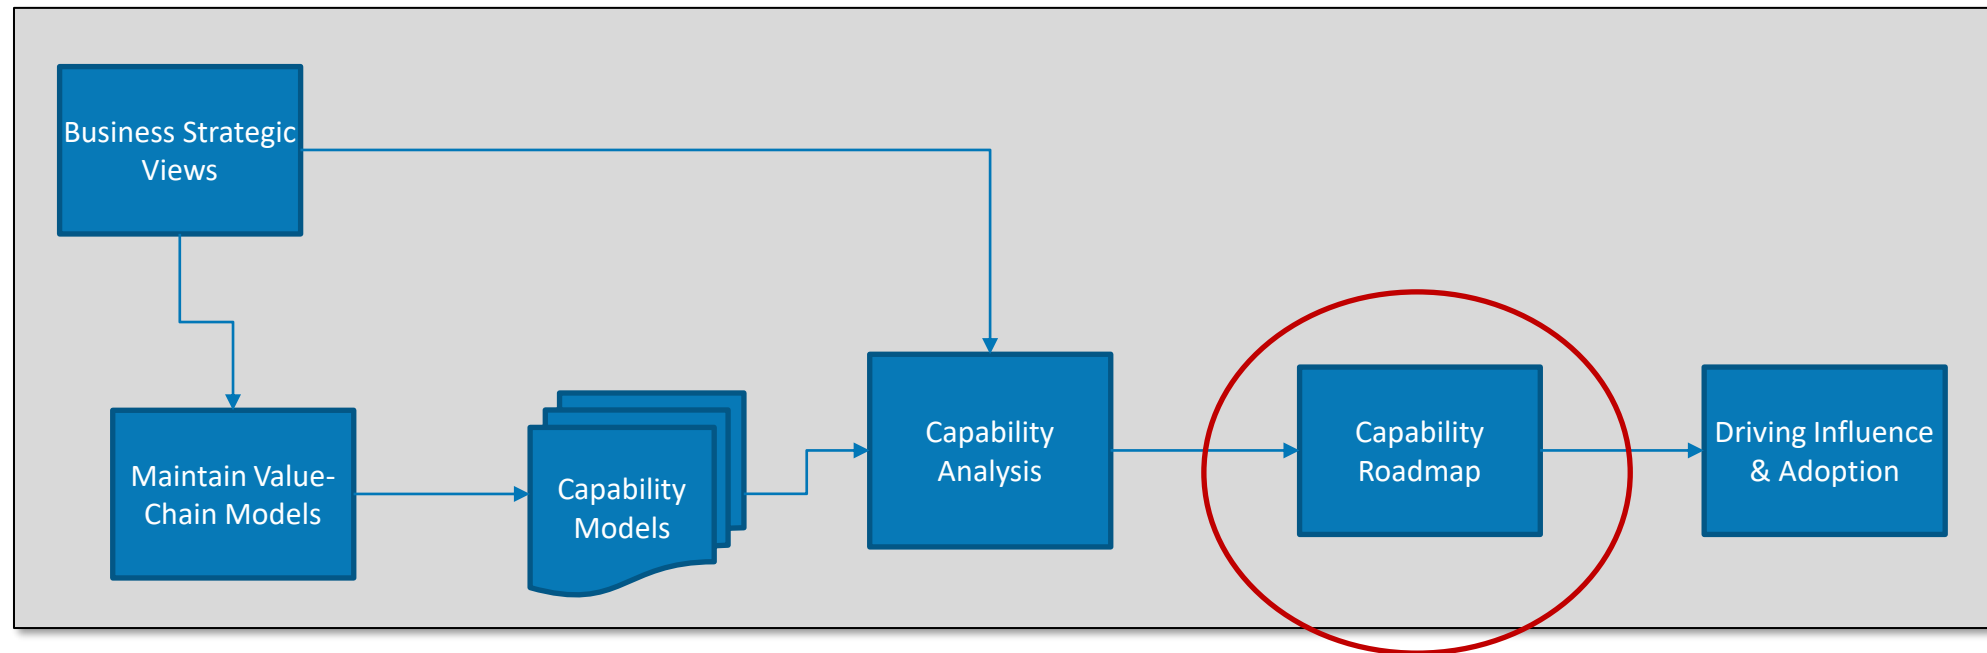 Business Strategic
Views
Maintain Value-
Chain Models
Capability
Models
Capability
Analysis
Capability
Roadmap
Driving Influence
& Adoption